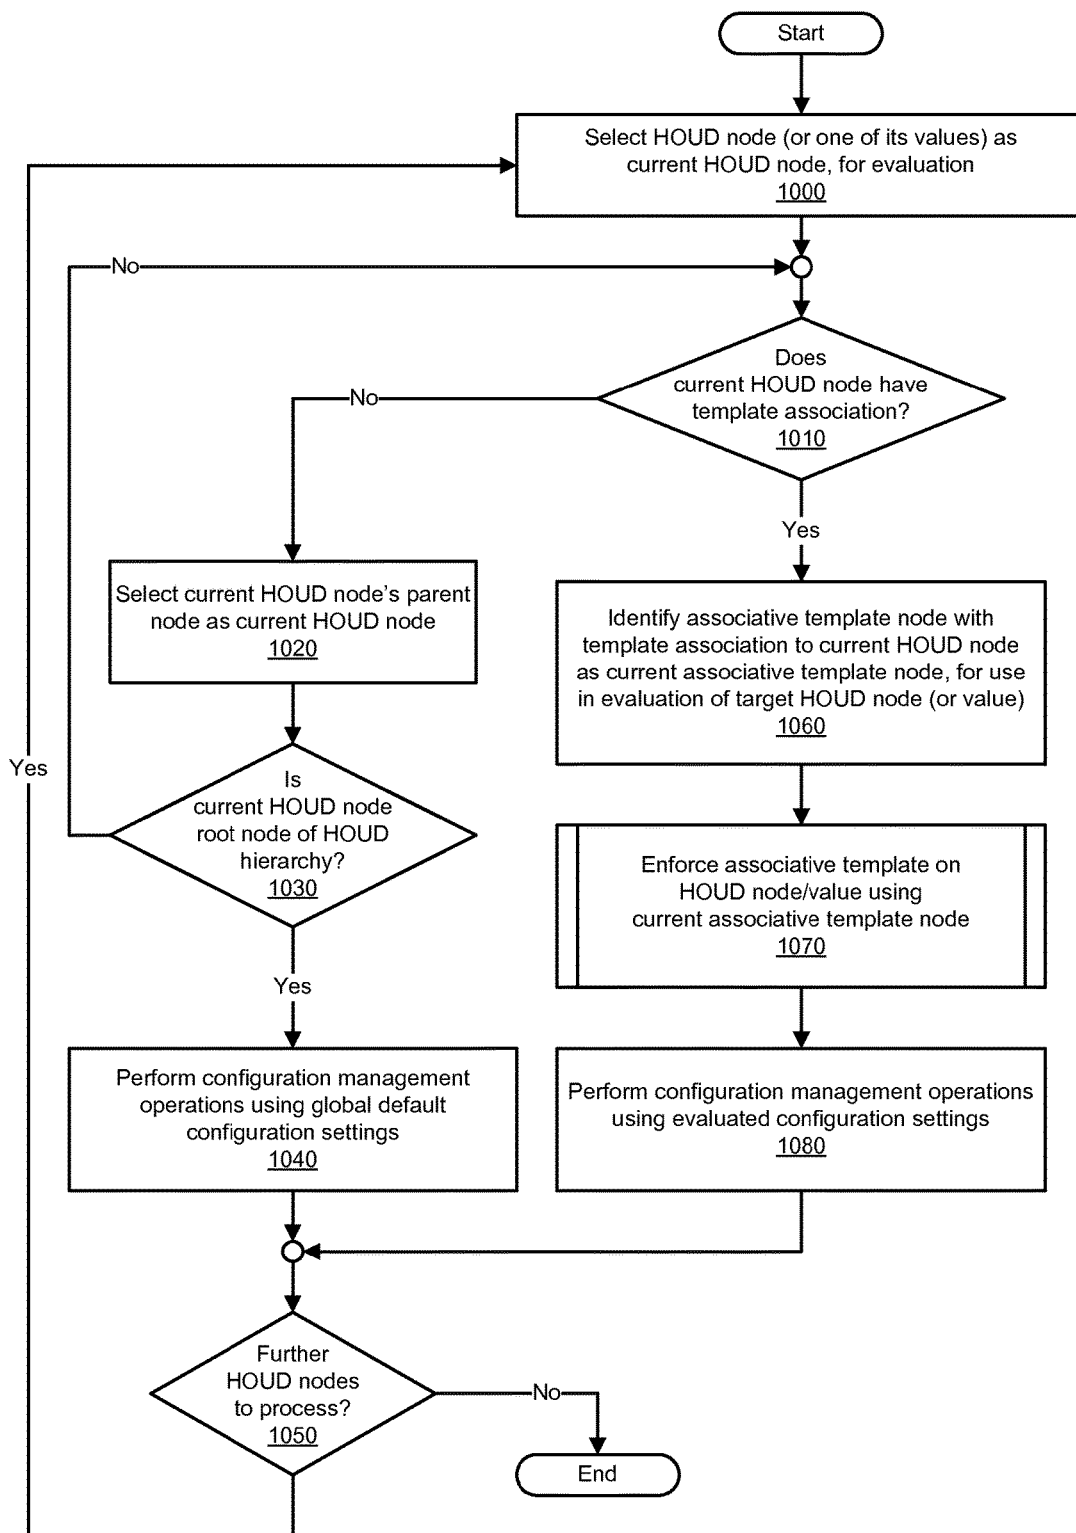 Start
Select HOUD node (or one of its values) as
current HOUD node, for evaluation
1000
No
Does
current HOUD node have
template association?
1010
No
Yes
Select current HOUD node’s parent
node as current HOUD node
1020
Identify associative template node with
template association to current HOUD node
as current associative template node, for use
in evaluation of target HOUD node (or value)
1060
Yes
Is
current HOUD node
root node of HOUD
hierarchy?
1030
Enforce associative template on
HOUD node/value using
current associative template node
1070
Yes
Perform configuration management
operations using global default
configuration settings
1040
Perform configuration management operations
using evaluated configuration settings
1080
Further
HOUD nodes
to process?
1050
No
End